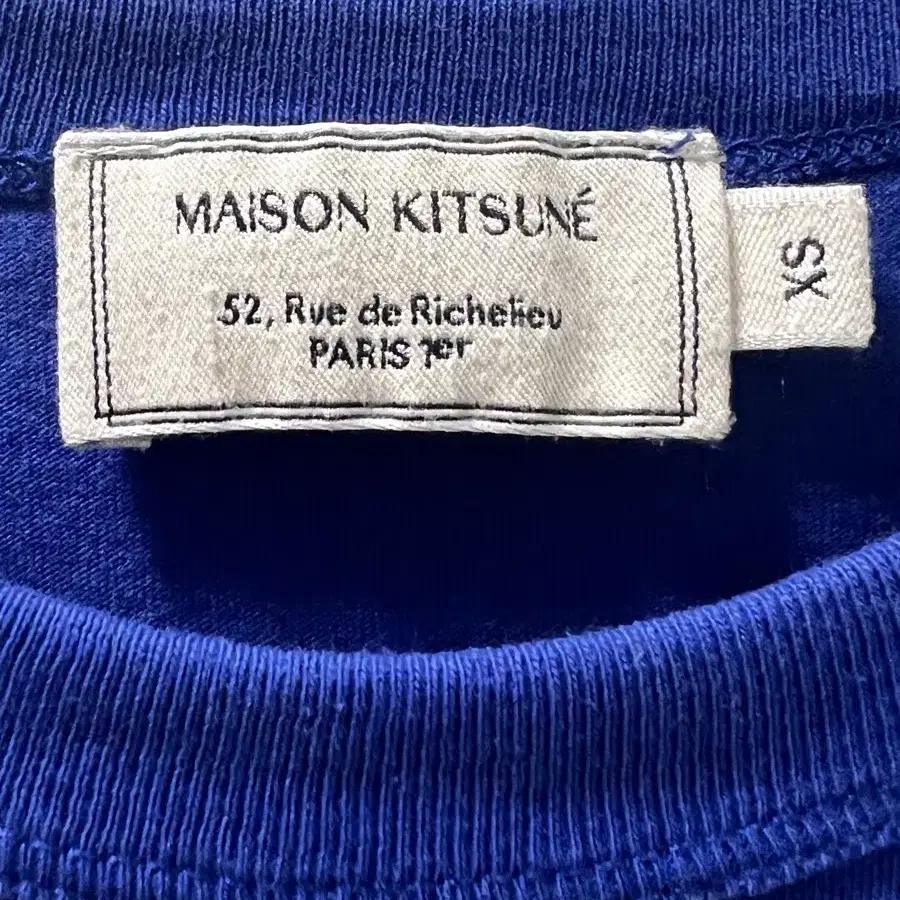 MAISON KITSUNÉ
52, Rue de Richelieu
PARIS 1er
XS